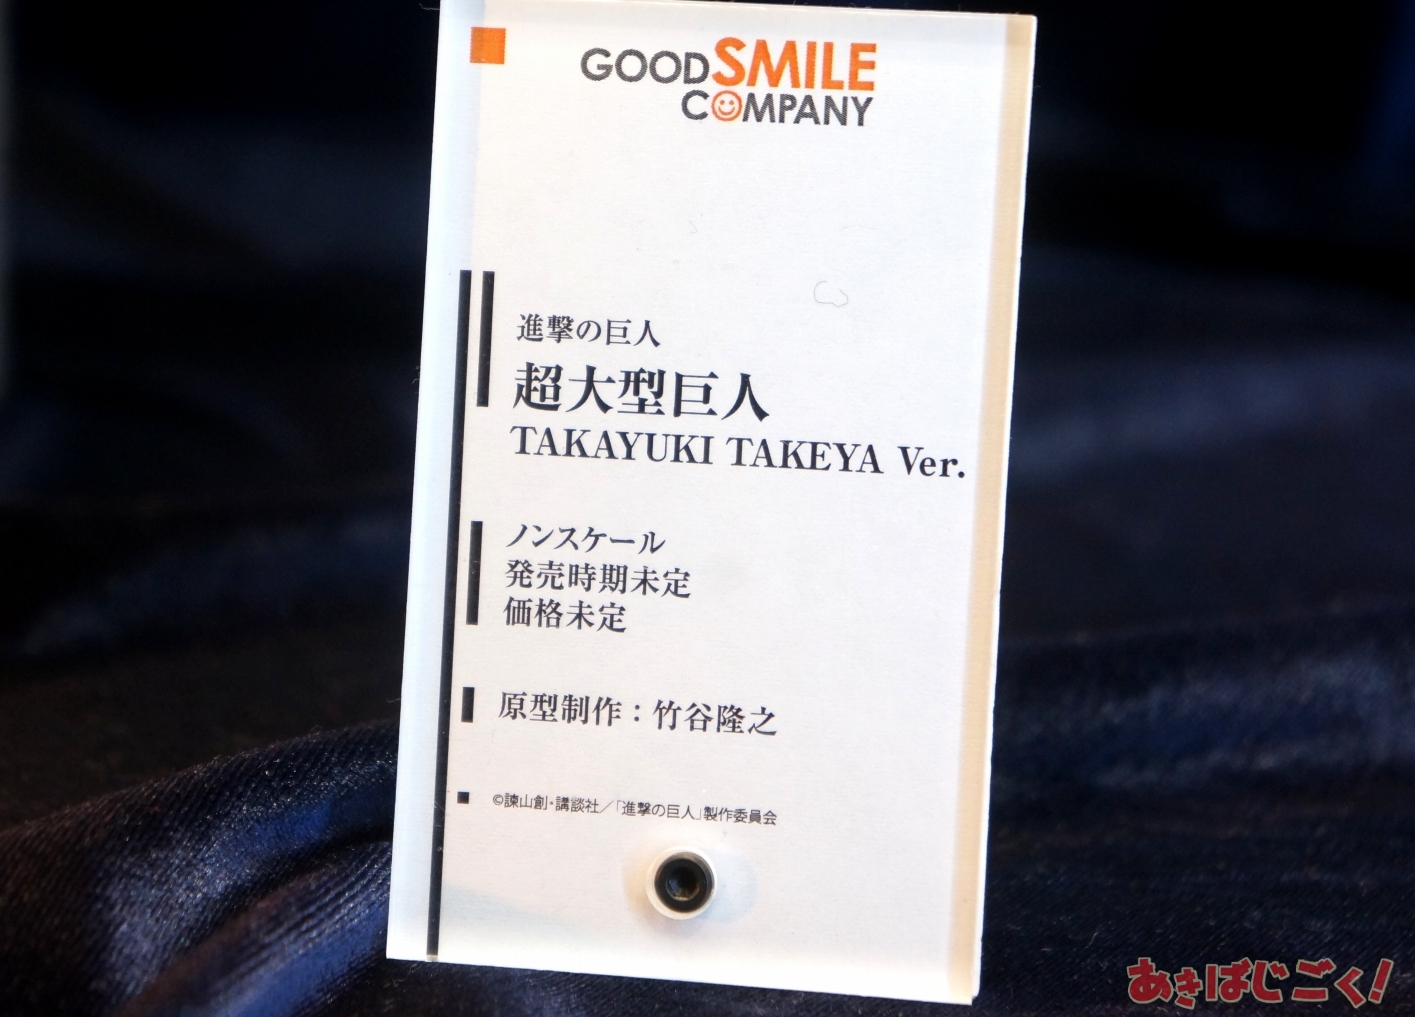 GOOD SMILE
COMPANY
進撃の巨人
超大型巨人
TAKAYUKI TAKEYA Ver.
ノンスケール
発売時期未定
価格未定
原型制作：竹谷隆之
©諫山創・講談社／「進撃の巨人」製作委員会
あきばじごく!